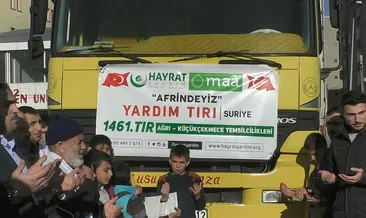 HAYRAT
YARDIM
maa
"AFRİNDEYİZ"
YARDIM TIRI | SURİYE
1461.TIR AĞRI - KÜÇÜKÇEKMECE TEMSİLCİLİKLERİ
www.hayratyardim.org